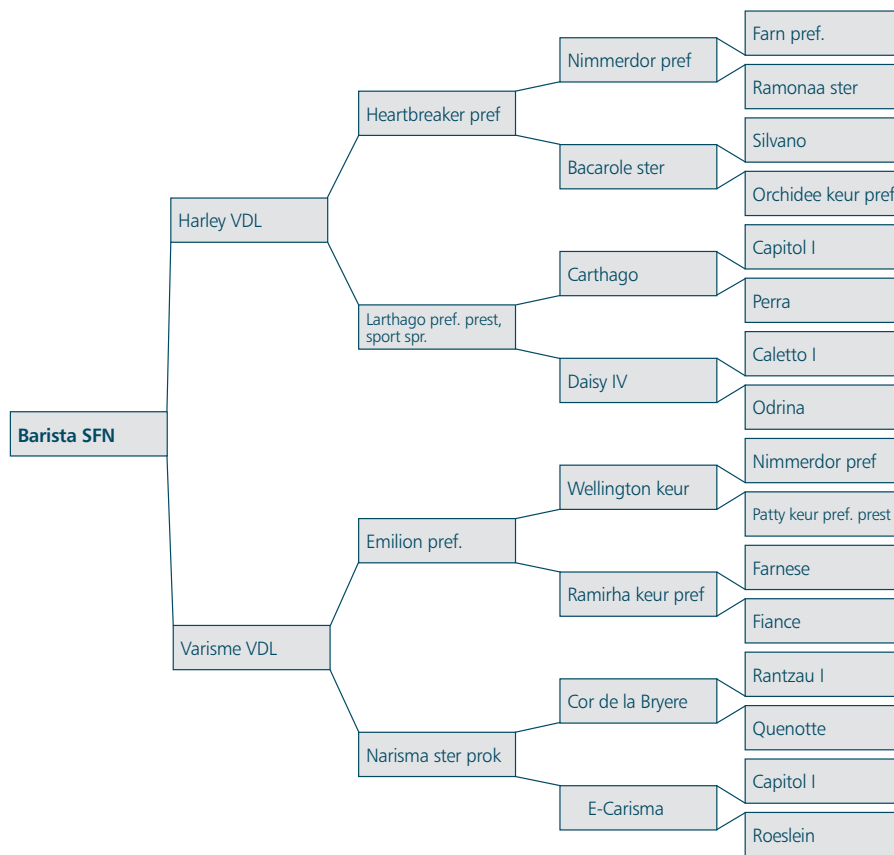 Farn pref.
Nimmerdor pref
Ramonaa ster
Heartbreaker pref
Silvano
Bacarole ster
Orchidee keur pref
Harley VDL
Capitol I
Carthago
Perra
Larthago pref. prest,
sport spr.
Caletto I
Daisy IV
Odrina
Barista SFN
Nimmerdor pref
Wellington keur
Patty keur pref. prest
Emilion pref.
Farnese
Ramirha keur pref
Fiance
Varisme VDL
Rantzau I
Cor de la Bryere
Quenotte
Narisma ster prok
Capitol I
E-Carisma
Roeslein